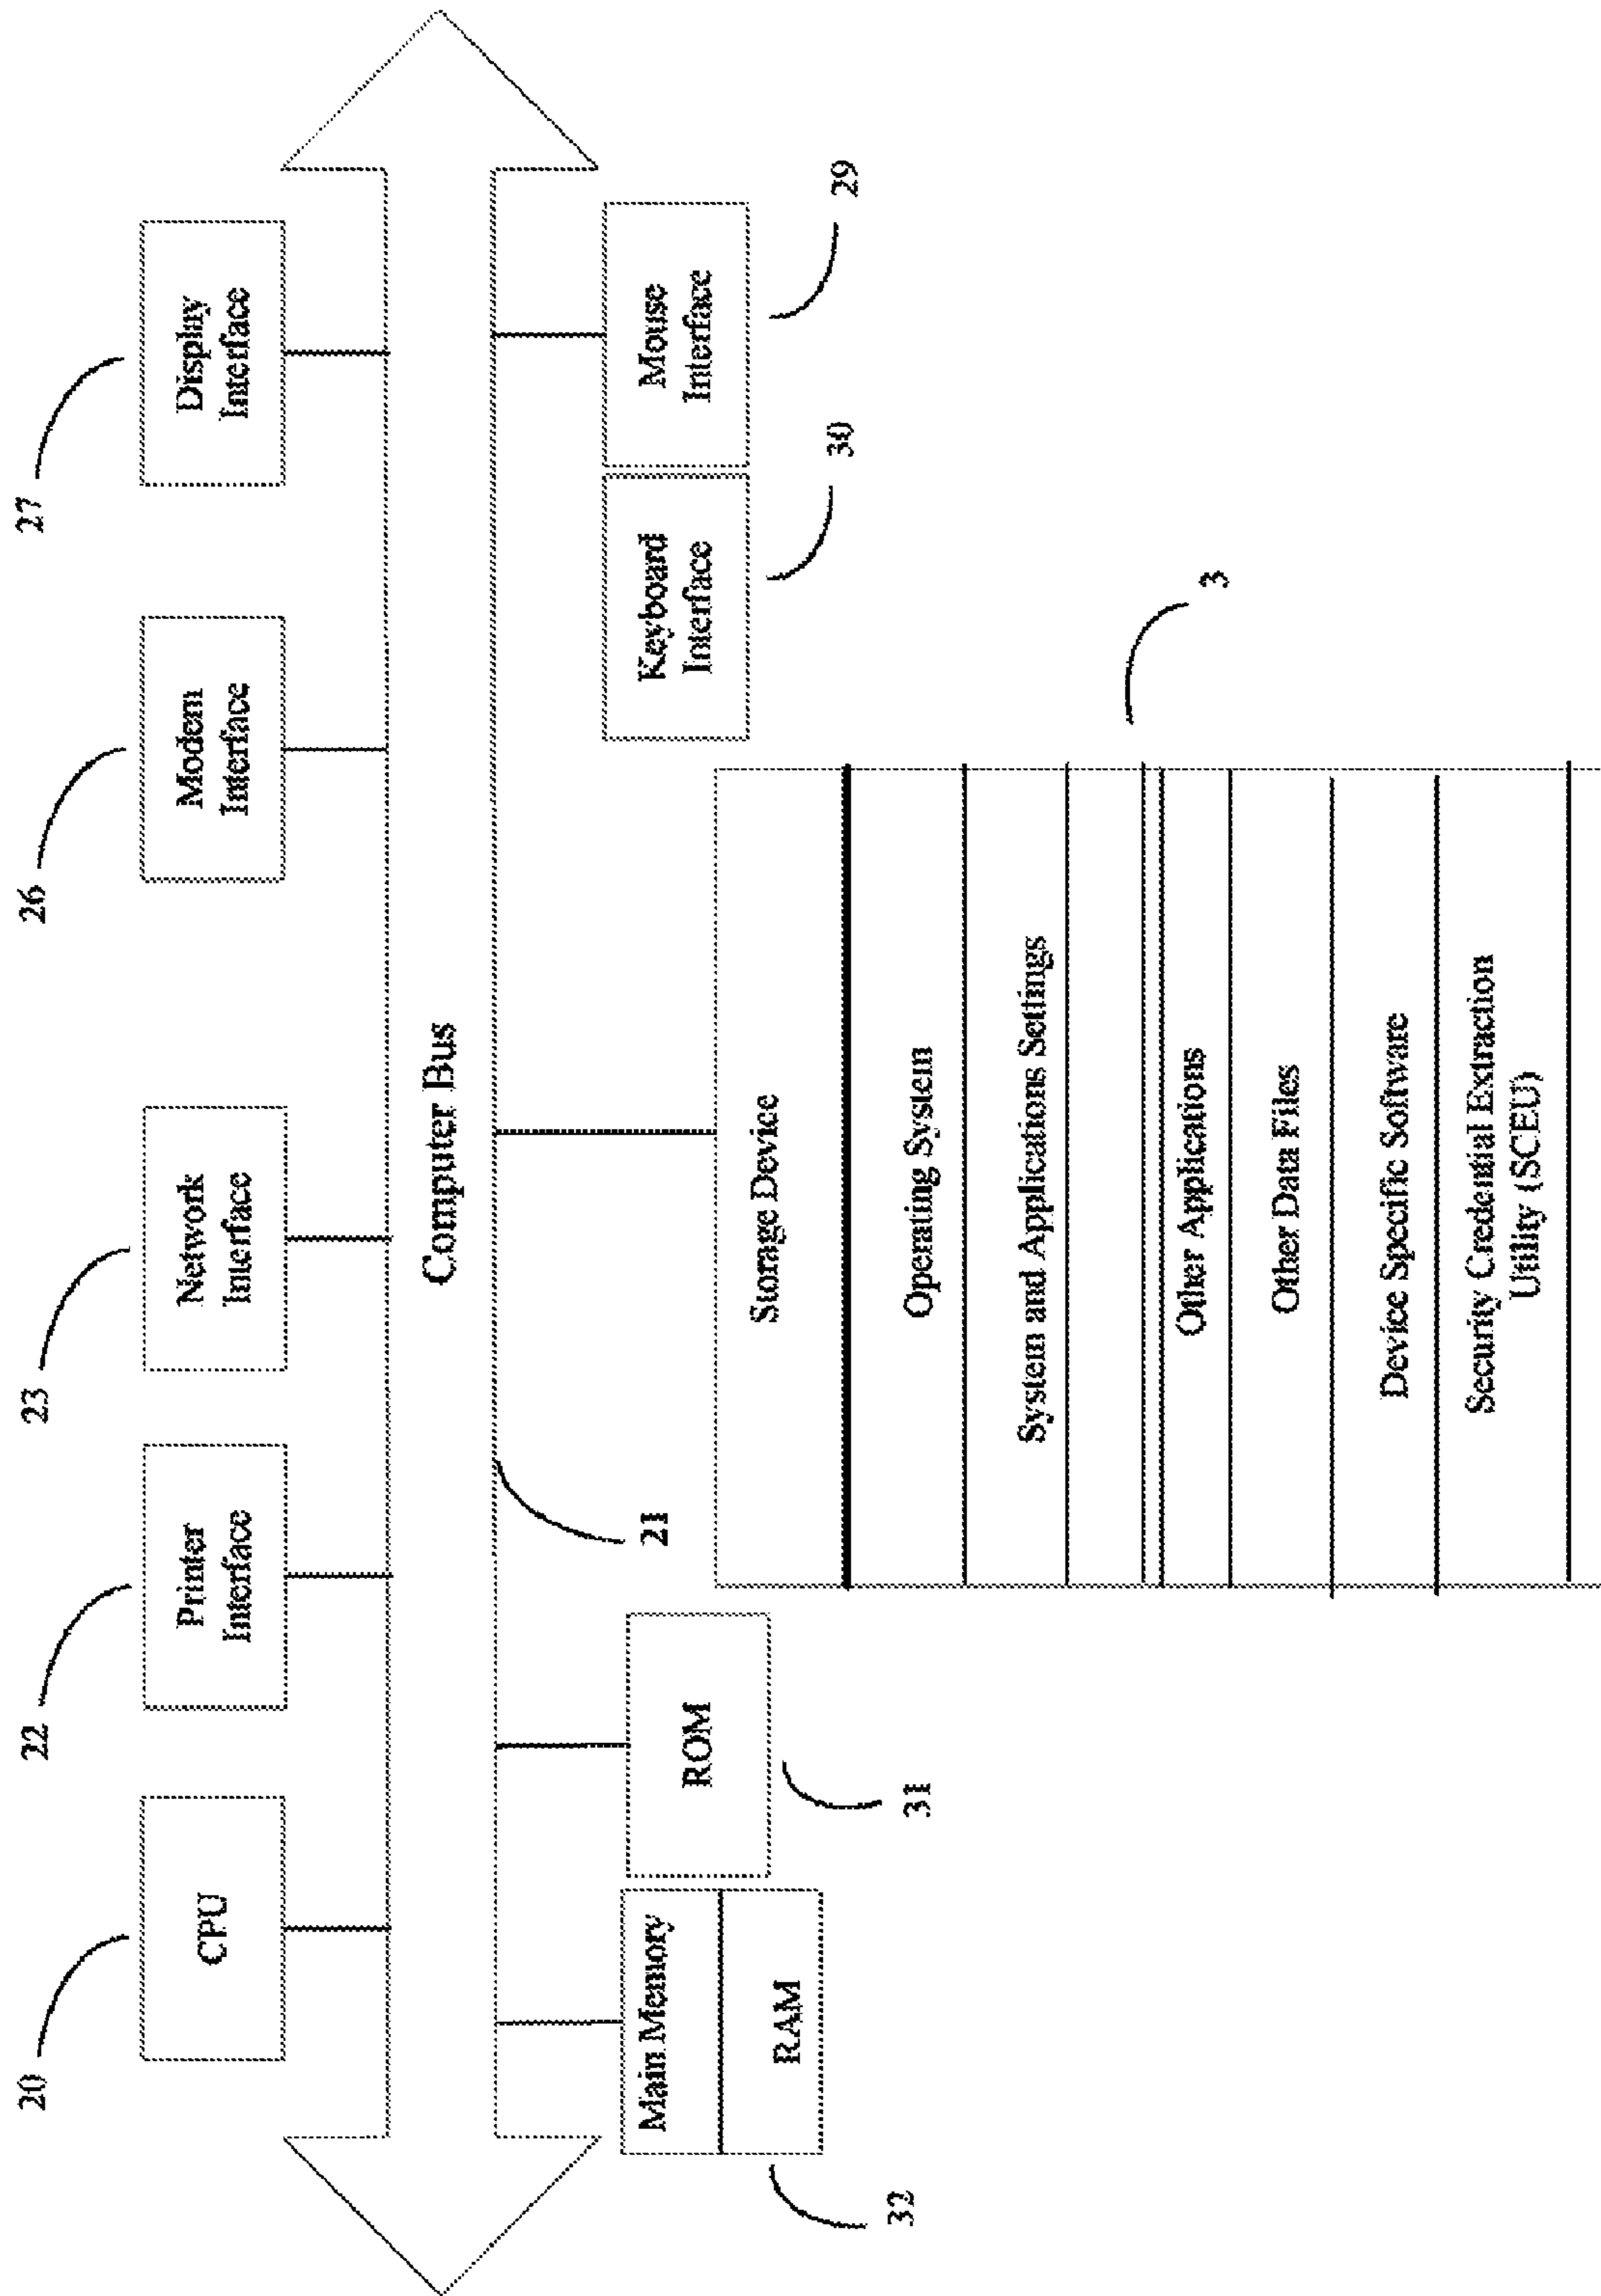 20
22
23
26
27
CPU
Printer
Interface
Network
Interface
Modem
Interface
Display
Interface
Computer Bus
21
Main Memory
RAM
32
ROM
31
Keyboard
Interface
30
Mouse
Interface
29
Storage Device
Operating System
System and Applications Settings
3
Other Applications
Other Data Files
Device Specific Software
Security Credential Extraction
Utility (SCEU)